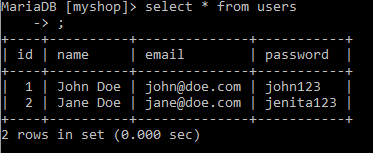 MariaDB [myshop]> select * from users
    -> ;
+----+----------+--------------+-----------+
| id | name     | email        | password  |
+----+----------+--------------+-----------+
|  1 | John Doe | john@doe.com | john123   |
|  2 | Jane Doe | jane@doe.com | jenita123 |
+----+----------+--------------+-----------+
2 rows in set (0.000 sec)